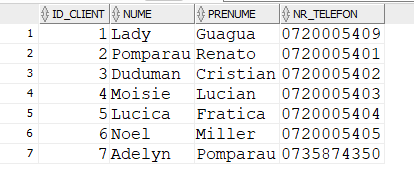 ID_CLIENT NUME PRENUME NR_TELEFON
1 1 Lady Guagua 0720005409
2 2 Pomparau Renato 0720005401
3 3 Duduman Cristian 0720005402
4 4 Moisie Lucian 0720005403
5 5 Lucica Fratica 0720005404
6 6 Noel Miller 0720005405
7 7 Adelyn Pomparau 0735874350